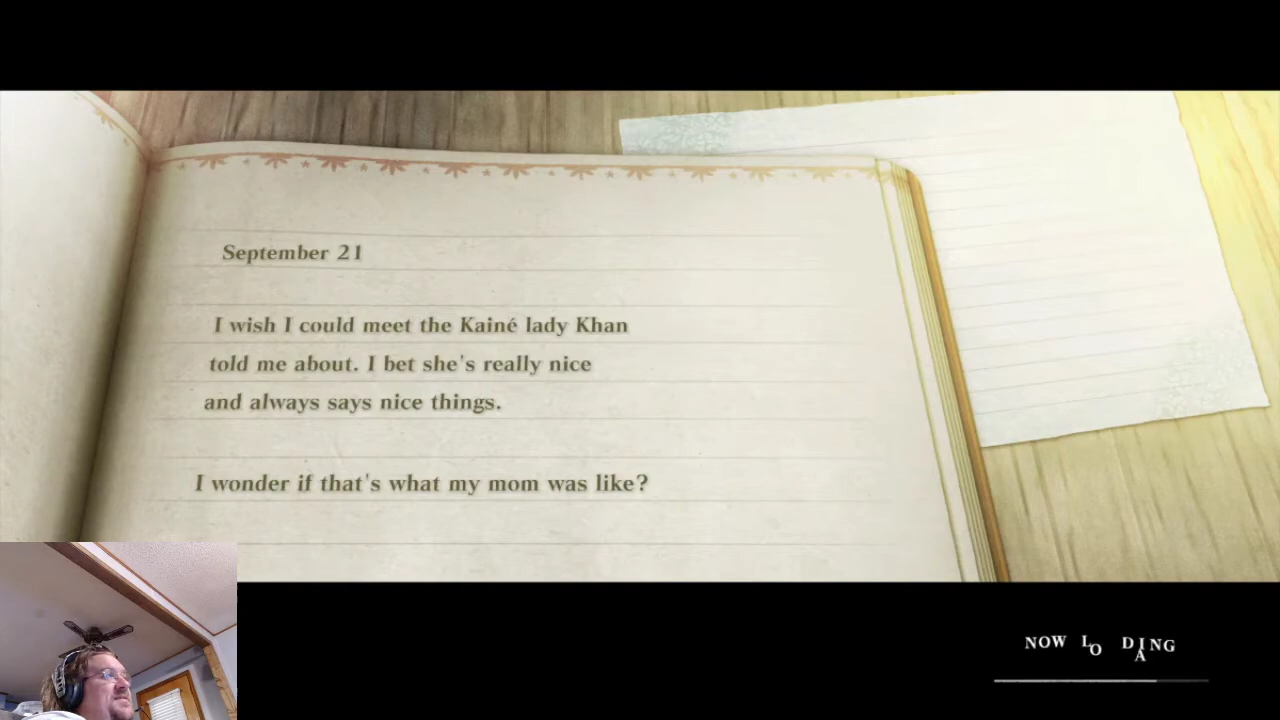 September 21
I wish I could meet the Kainé lady Khan
told me about. I bet she's really nice
and always says nice things.
I wonder if that's what my mom was like?
NOW LOADING